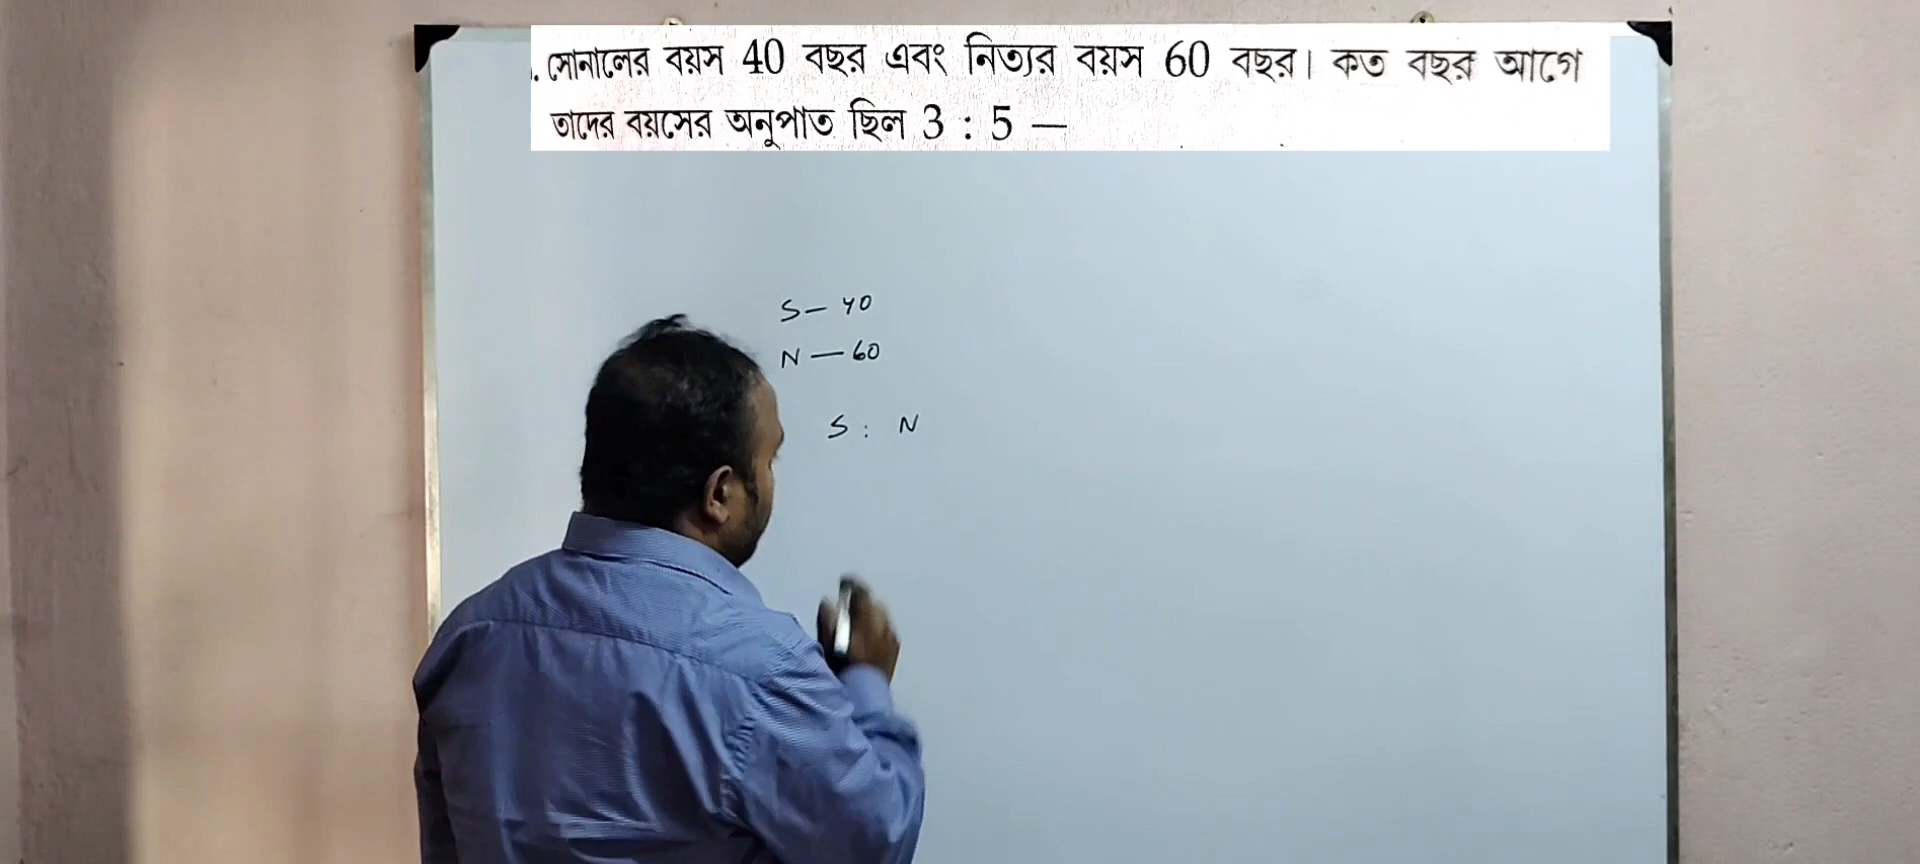 . সোনালের বয়স 40 বছর এবং নিত্যর বয়স 60 বছর। কত বছর আগে
তাদের বয়সের অনুপাত ছিল 3 : 5 —
S — 40
N — 60
S : N